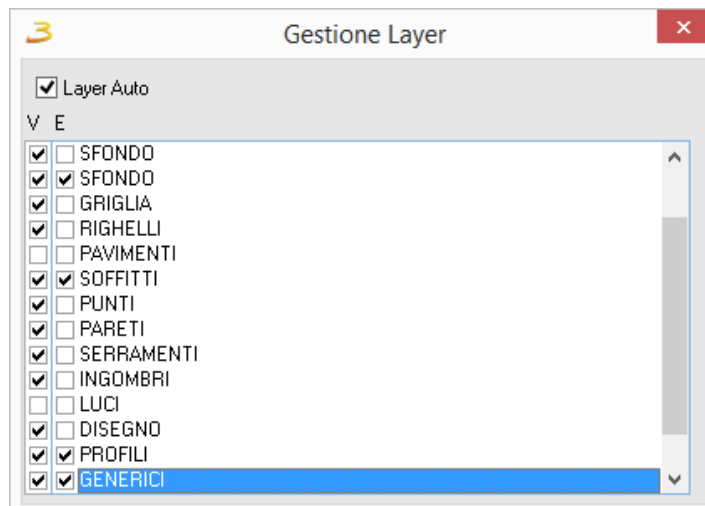 Gestione Layer
Layer Auto
V E
SFONDO
SFONDO
GRIGLIA
RIGHELLI
PAVIMENTI
SOFFITTI
PUNTI
PARETI
SERRAMENTI
INGOMBRI
LUCI
DISEGNO
PROFILI
GENERICI